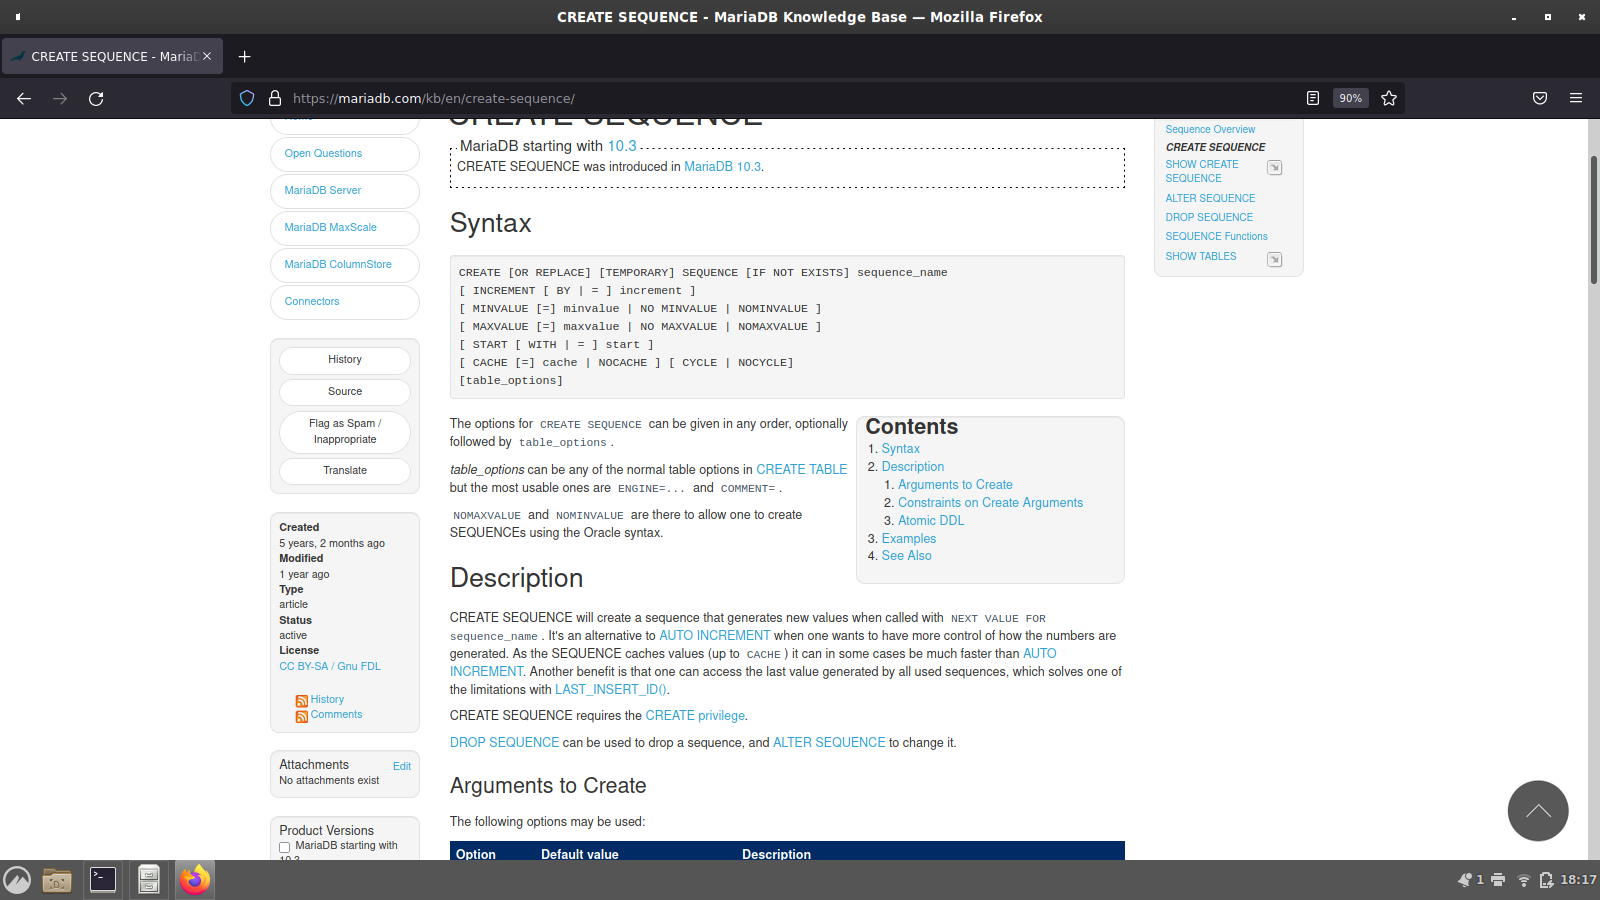 CREATE SEQUENCE - MariaDB Knowledge Base — Mozilla Firefox
CREATE SEQUENCE - MariaD
https://mariadb.com/kb/en/create-sequence/
90%
Home
Open Questions
MariaDB Server
MariaDB MaxScale
MariaDB ColumnStore
Connectors
History
Source
Flag as Spam /
Inappropriate
Translate
Created
5 years, 2 months ago
Modified
1 year ago
Type
article
Status
active
License
CC BY-SA / Gnu FDL
History
Comments
Attachments
Edit
No attachments exist
Product Versions
MariaDB starting with
10.3
CREATE SEQUENCE
MariaDB starting with 10.3
CREATE SEQUENCE was introduced in MariaDB 10.3.
Syntax
CREATE [OR REPLACE] [TEMPORARY] SEQUENCE [IF NOT EXISTS] sequence_name
[ INCREMENT [ BY | = ] increment ]
[ MINVALUE [=] minvalue | NO MINVALUE | NOMINVALUE ]
[ MAXVALUE [=] maxvalue | NO MAXVALUE | NOMAXVALUE ]
[ START [ WITH | = ] start ]
[ CACHE [=] cache | NOCACHE ] [ CYCLE | NOCYCLE]
[table_options]
The options for CREATE SEQUENCE can be given in any order, optionally
followed by table_options.
table_options can be any of the normal table options in CREATE TABLE
but the most usable ones are ENGINE=... and COMMENT=.
NOMAXVALUE and NOMINVALUE are there to allow one to create
SEQUENCEs using the Oracle syntax.
Contents
1. Syntax
2. Description
1. Arguments to Create
2. Constraints on Create Arguments
3. Atomic DDL
3. Examples
4. See Also
Description
CREATE SEQUENCE will create a sequence that generates new values when called with NEXT VALUE FOR
sequence_name. It's an alternative to AUTO INCREMENT when one wants to have more control of how the numbers are
generated. As the SEQUENCE caches values (up to CACHE) it can in some cases be much faster than AUTO
INCREMENT. Another benefit is that one can access the last value generated by all used sequences, which solves one of
the limitations with LAST_INSERT_ID().
CREATE SEQUENCE requires the CREATE privilege.
DROP SEQUENCE can be used to drop a sequence, and ALTER SEQUENCE to change it.
Arguments to Create
The following options may be used:
Option Default value Description
Sequence Overview
CREATE SEQUENCE
SHOW CREATE
SEQUENCE
ALTER SEQUENCE
DROP SEQUENCE
SEQUENCE Functions
SHOW TABLES
1
18:17